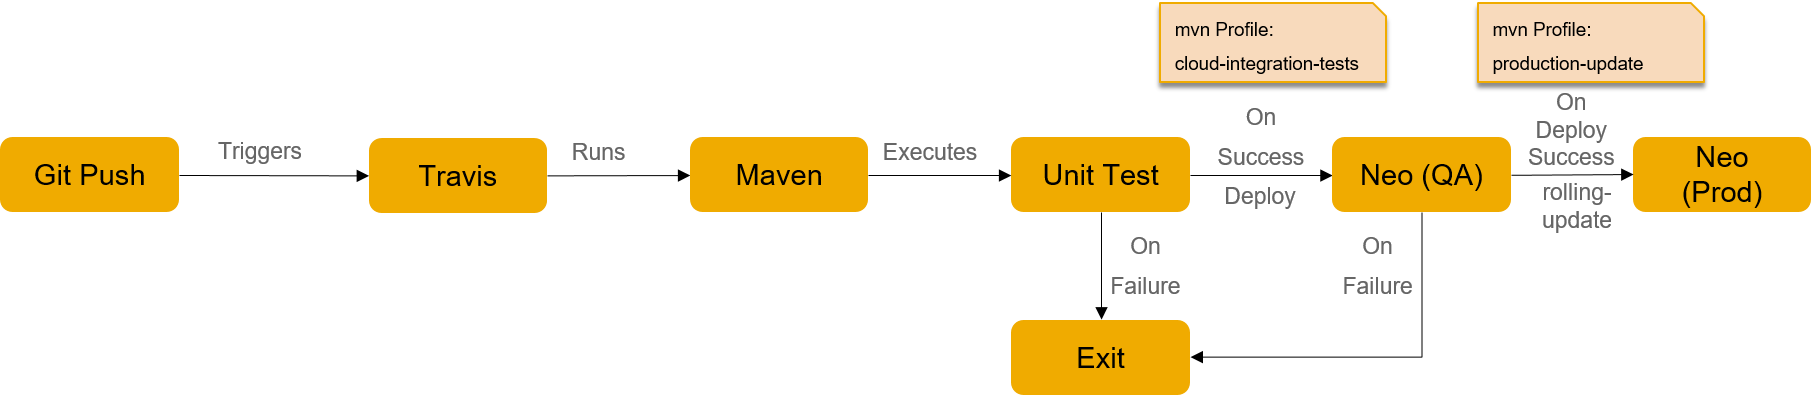 mvn Profile:
cloud-integration-tests
mvn Profile:
production-update
Git Push
Triggers
Travis
Runs
Maven
Executes
Unit Test
On
Success
Deploy
Neo (QA)
On
Deploy
Success
rolling-
update
Neo
(Prod)
On
Failure
On
Failure
Exit